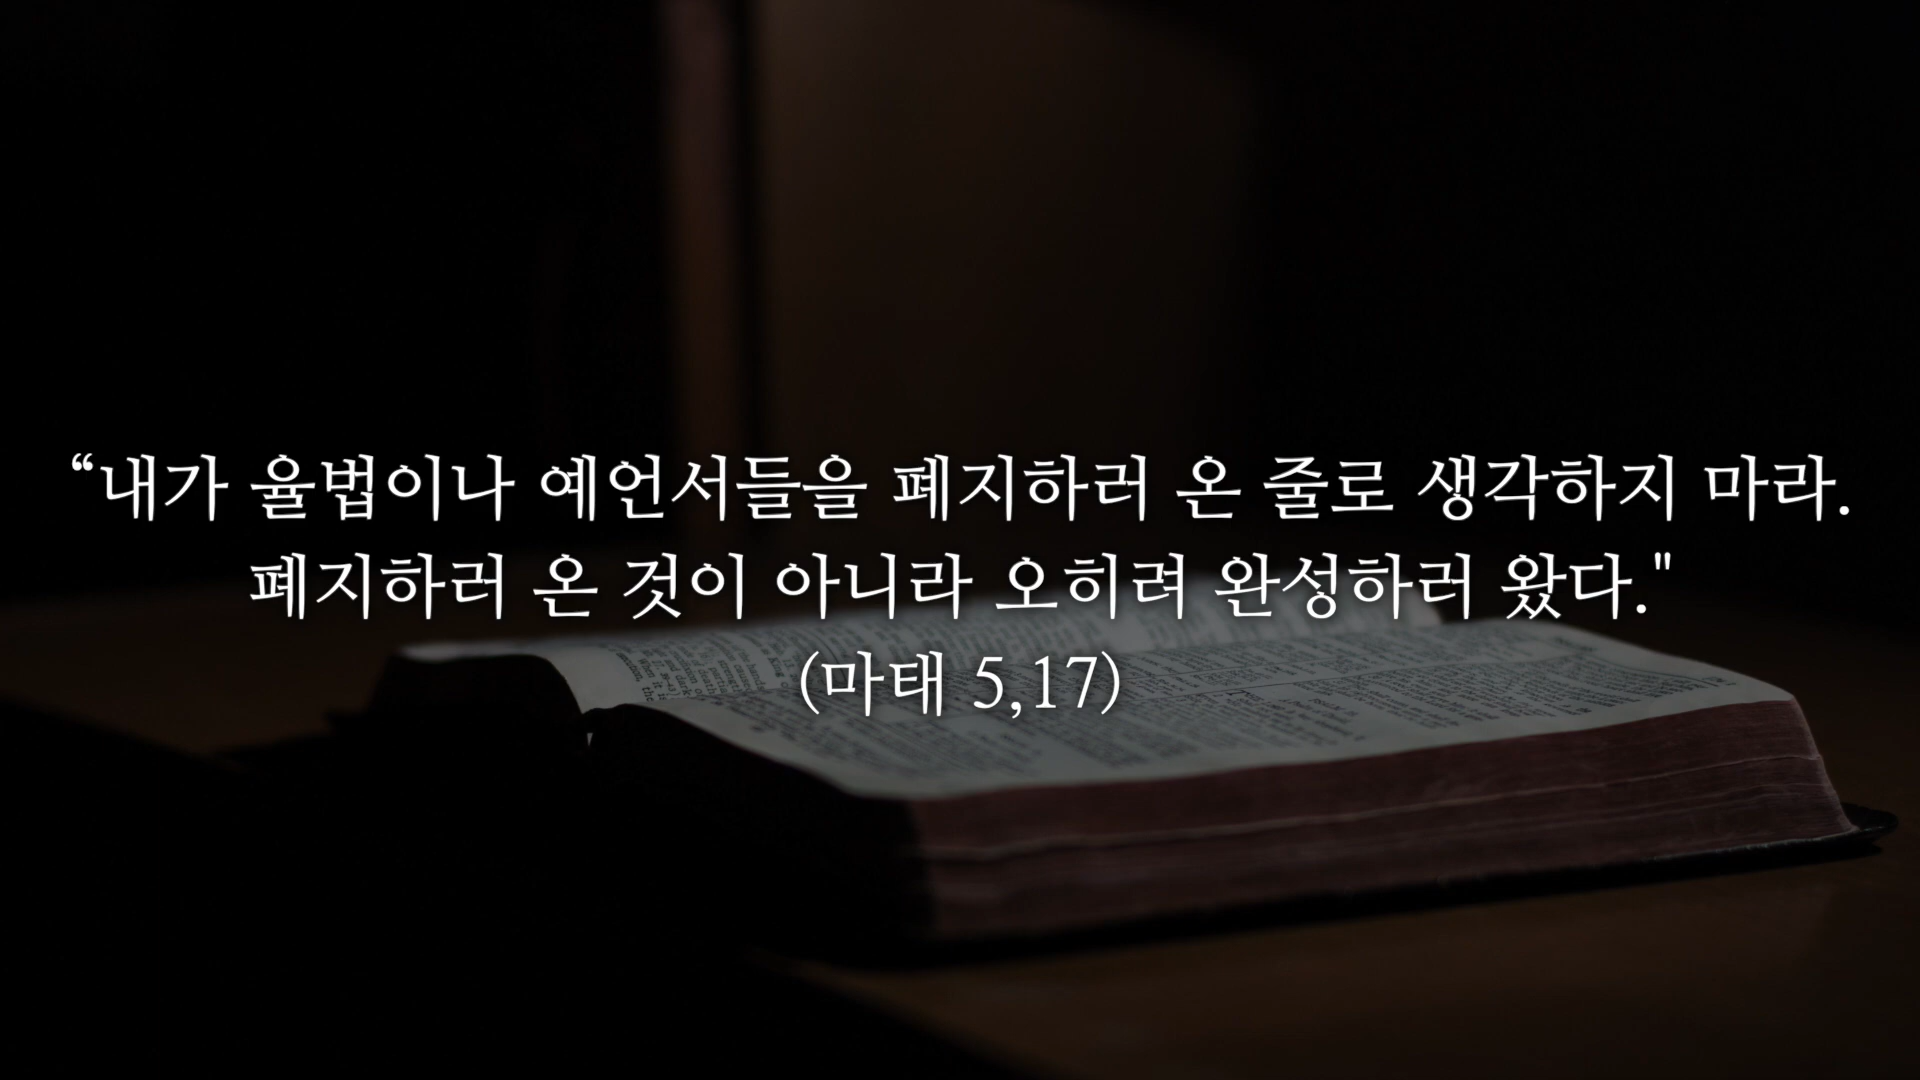 “내가 율법이나 예언서들을 폐지하러 온 줄로 생각하지 마라.
폐지하러 온 것이 아니라 오히려 완성하러 왔다."
(마태 5,17)